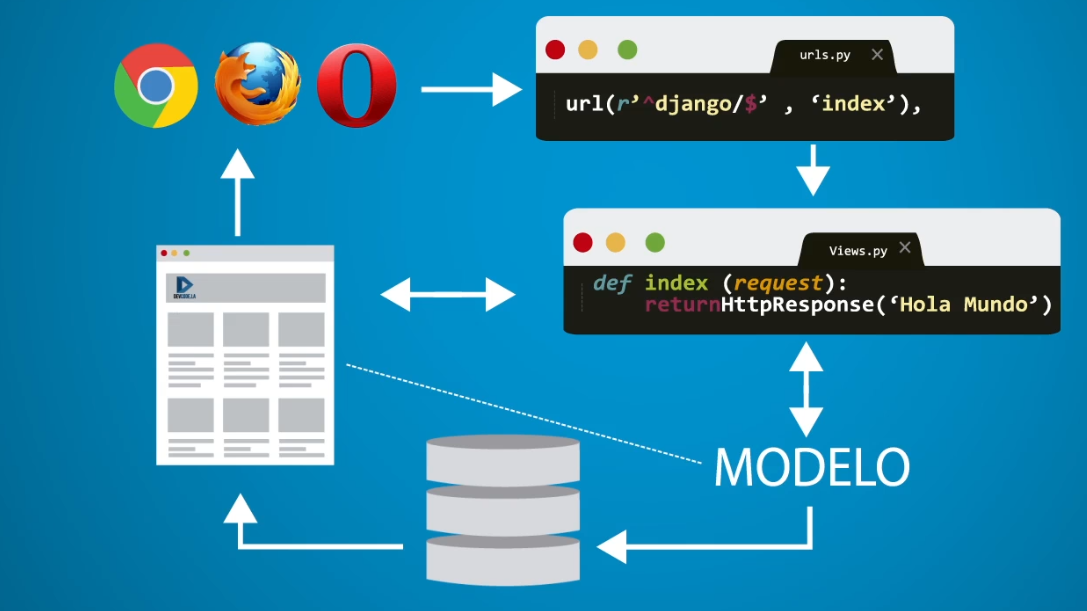 urls.py
url(r’^django/$’ , ‘index’),
Views.py
def index (request):
returnHttpResponse(‘Hola Mundo’)
MODELO